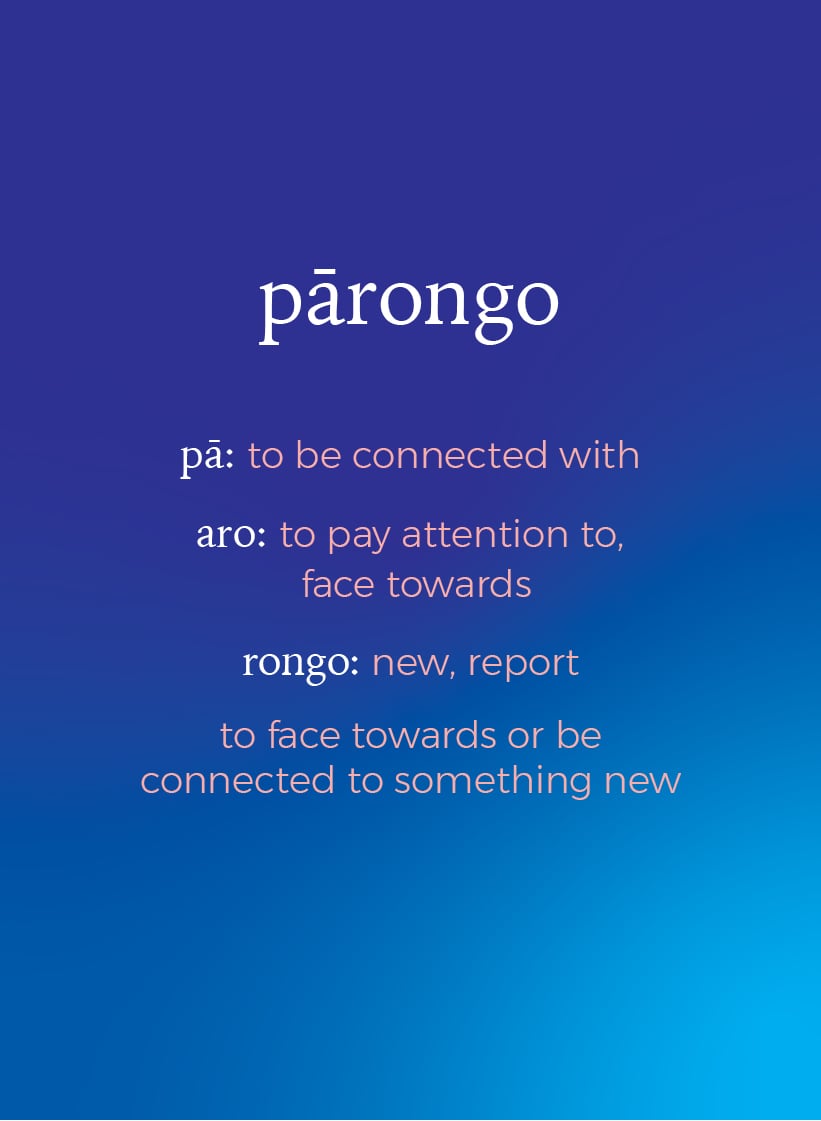 pārongo
pā: to be connected with
aro: to pay attention to,
face towards
rongo: new, report
to face towards or be
connected to something new